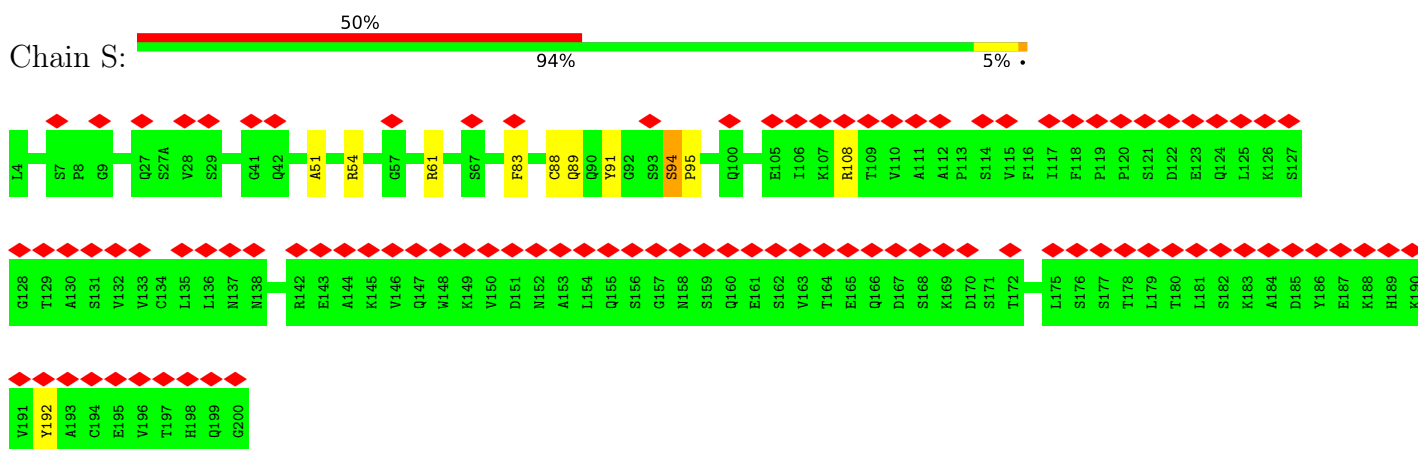 50%
Chain S:
94% 5% •
L4 S7 P8 G9 Q27 S27A V28 S29 G41 Q42 A51 R54 G57 R61 S67 F83 C88 Q89 Q90 Y91 G92 S93 S94 P95 Q100 E105 I106 K107 R108 T109 V110 A111 A112 P113 S114 V115 F116 I117 F118 P119 P120 S121 D122 E123 Q124 L125 K126 S127
G128 T129 A130 S131 V132 V133 C134 L135 L136 N137 N138 R142 E143 A144 K145 V146 Q147 W148 K149 V150 D151 N152 A153 L154 Q155 S156 G157 N158 S159 Q160 E161 S162 V163 T164 E165 Q166 D167 S168 K169 D170 S171 T172 L175 S176 S177 T178 L179 T180 L181 S182 K183 A184 D185 Y186 E187 K188 H189 K190
V191 Y192 A193 C194 E195 V196 T197 H198 Q199 G200